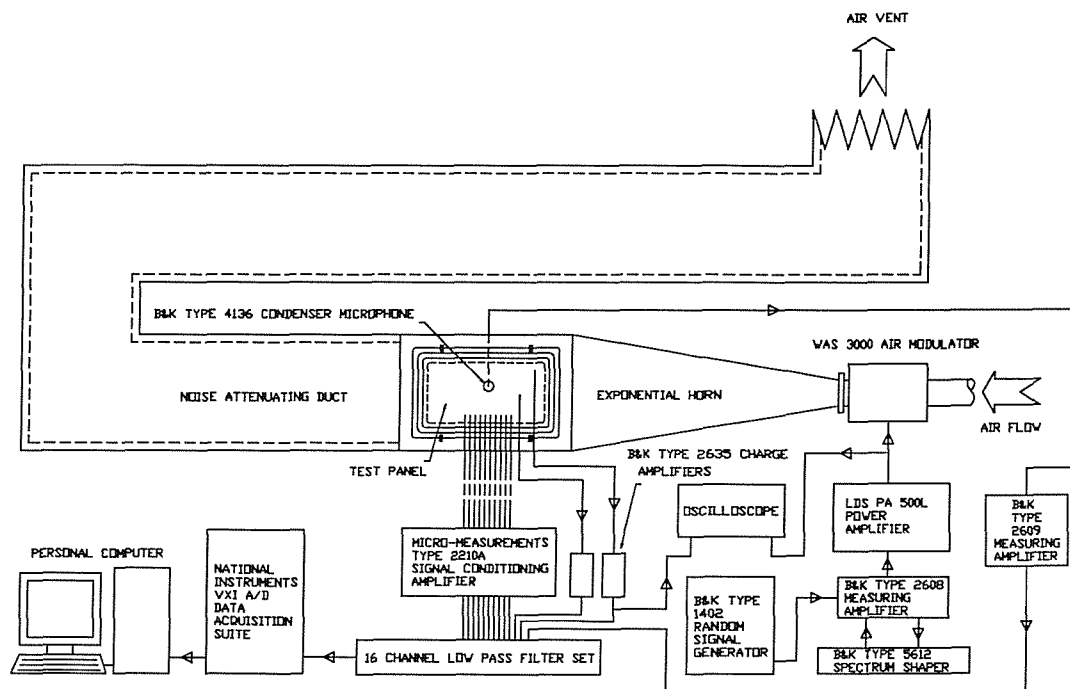 AIR VENT
B&K TYPE 4136 CONDENSER MICROPHONE
WAS 3000 AIR MODULATOR
NOISE ATTENUATING DUCT
EXPONENTIAL HORN
AIR FLOW
TEST PANEL
B&K TYPE 2635 CHARGE
AMPLIFIERS
OSCILLOSCOPE
LDS PA 500L
POWER
AMPLIFIER
B&K
TYPE
2609
MEASURING
AMPLIFIER
PERSONAL COMPUTER
NATIONAL
INSTRUMENTS
VXI A/D
DATA
ACQUISITION
SUITE
MICRO-MEASUREMENTS
TYPE 2210A
SIGNAL CONDITIONING
AMPLIFIER
B&K TYPE
1402
RANDOM
SIGNAL
GENERATOR
B&K TYPE 2608
MEASURING
AMPLIFIER
16 CHANNEL LOW PASS FILTER SET
B&K TYPE 5612
SPECTRUM SHAPER